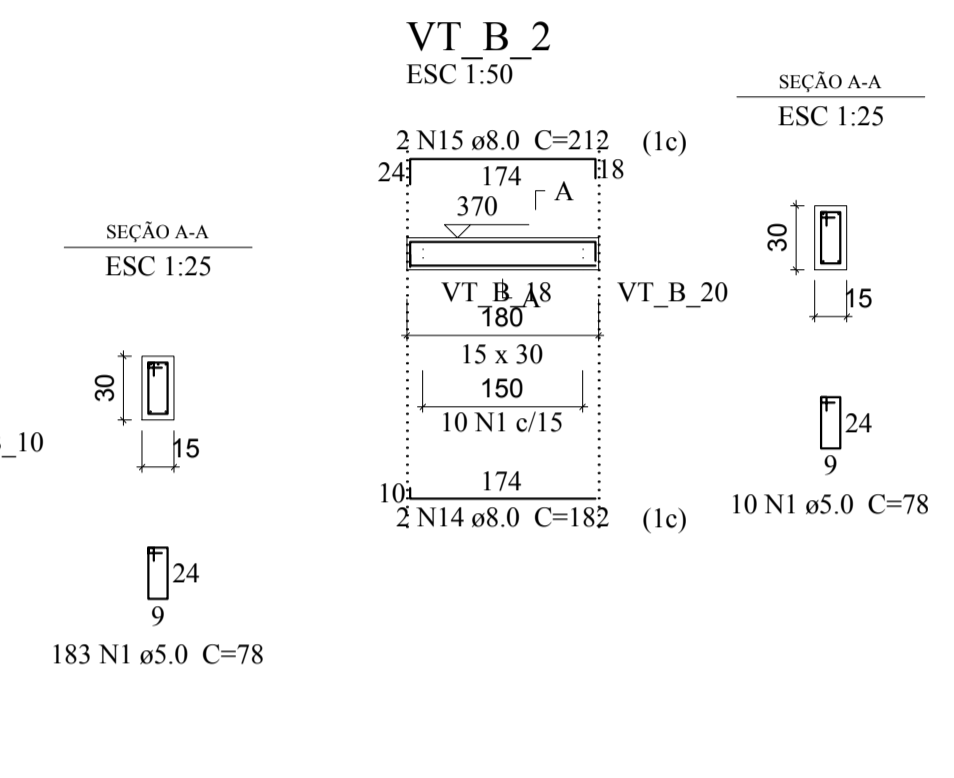 VT_B_2
ESC 1:50
2 N15 ø8.0 C=212 (1c)
24 174 18
370 A
VT_B_18 VT_B_20
A
180
15 x 30
150
10 N1 c/15
10 174
2 N14 ø8.0 C=182 (1c)
SEÇÃO A-A
ESC 1:25
30
15
24
9
10 N1 ø5.0 C=78
SEÇÃO A-A
ESC 1:25
30
15
24
9
183 N1 ø5.0 C=78
_10